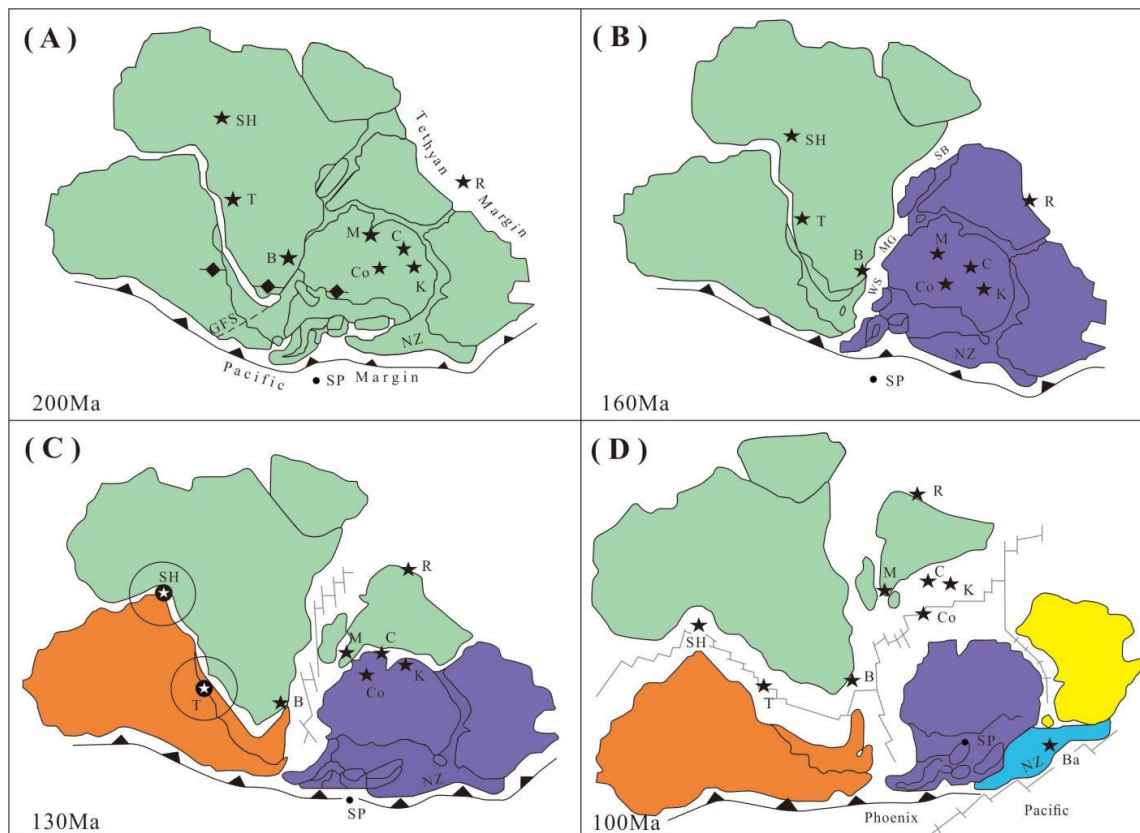 (A)
SH
Tethyan Margin
R
T
M
C
B
Co
K
GFS
NZ
Pacific Margin
SP
200Ma
(B)
SH
SB
R
T
MG
M
B
C
WS
Co
K
NZ
SP
160Ma
(C)
SH
R
M
C
T
K
Co
B
NZ
SP
130Ma
(D)
R
M
C
K
Co
SH
B
T
SP
NZ
Ba
Phoenix
Pacific
100Ma